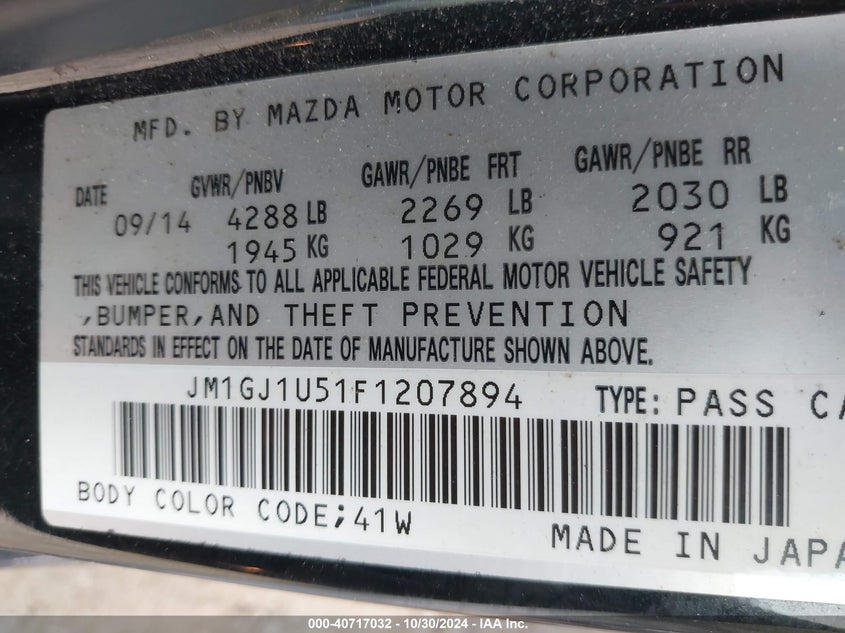 MFD. BY MAZDA MOTOR CORPORATION
DATE GVWR/PNBV GAWR/PNBE FRT GAWR/PNBE RR
09/14 4288 LB 2269 LB 2030 LB
1945 KG 1029 KG 921 KG
THIS VEHICLE CONFORMS TO ALL APPLICABLE FEDERAL MOTOR VEHICLE SAFETY
,BUMPER,AND THEFT PREVENTION
STANDARDS IN EFFECT ON THE DATE OF MANUFACTURE SHOWN ABOVE.
JM1GJ1U51F1207894 TYPE: PASS CA
BODY COLOR CODE;41W
MADE IN JAPA
000-40717032 - 10/30/2024 - IAA Inc.